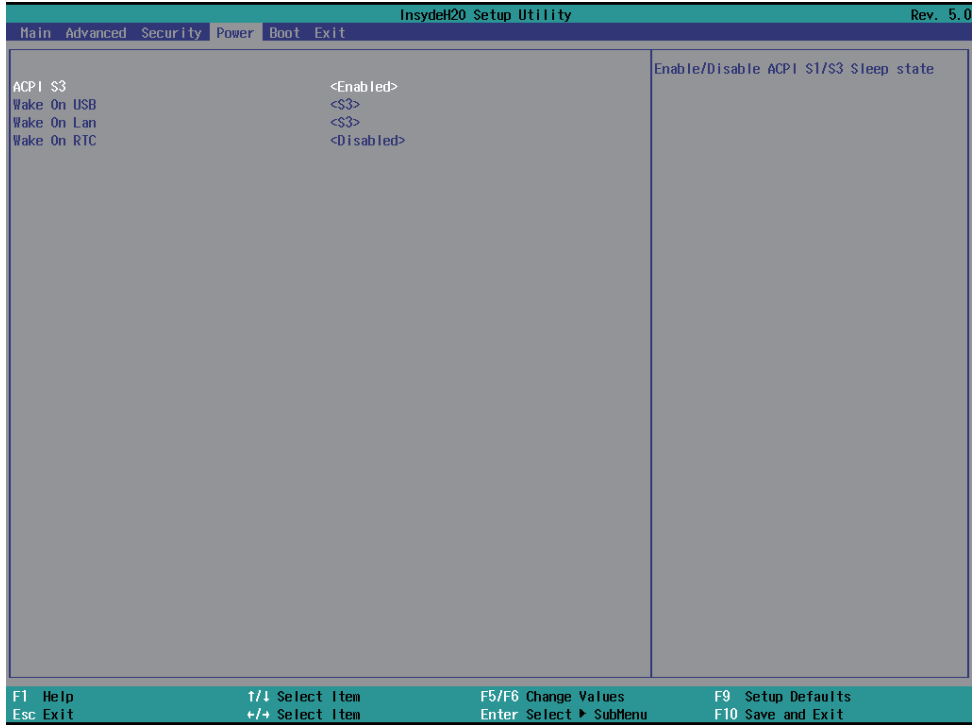 InsydeH20 Setup Utility Rev. 5.0
Main Advanced Security Power Boot Exit
Enable/Disable ACPI S1/S3 Sleep state
ACPI S3 <Enabled>
Wake On USB <S3>
Wake On Lan <S3>
Wake On RTC <Disabled>
F1 Help ↑/↓ Select Item F5/F6 Change Values F9 Setup Defaults
Esc Exit ←/→ Select Item Enter Select ▶ SubMenu F10 Save and Exit